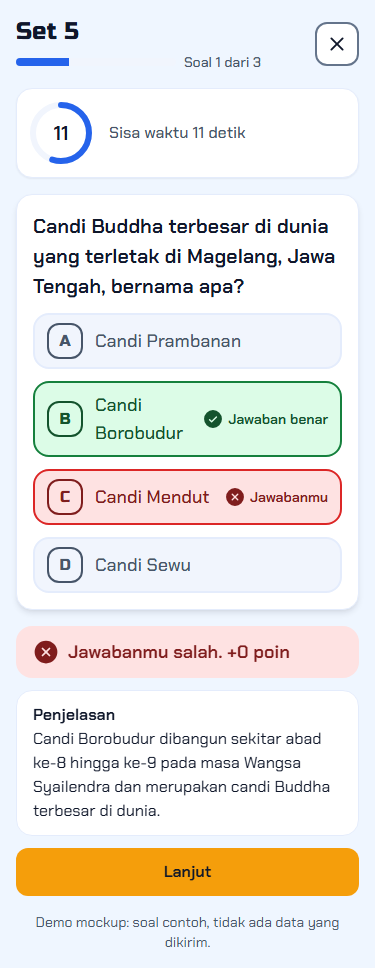 Set 5
Soal 1 dari 3
11
Sisa waktu 11 detik
Candi Buddha terbesar di dunia
yang terletak di Magelang, Jawa
Tengah, bernama apa?
A Candi Prambanan
B Candi
Borobudur
Jawaban benar
C Candi Mendut
Jawabanmu
D Candi Sewu
Jawabanmu salah. +0 poin
Penjelasan
Candi Borobudur dibangun sekitar abad
ke-8 hingga ke-9 pada masa Wangsa
Syailendra dan merupakan candi Buddha
terbesar di dunia.
Lanjut
Demo mockup: soal contoh, tidak ada data yang
dikirim.